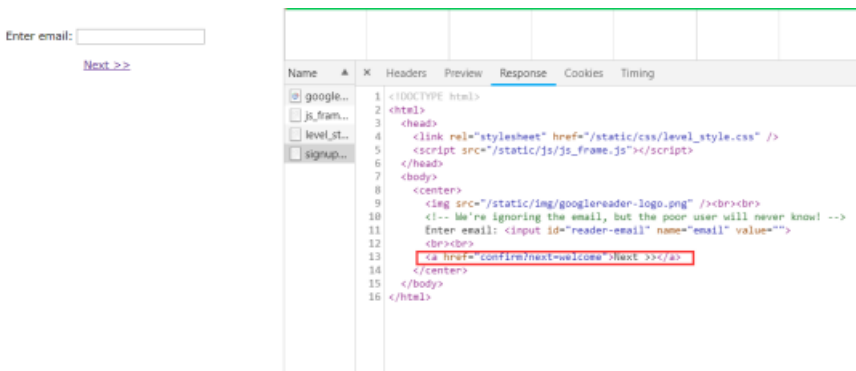 Enter email:
Next >>
Name
Headers Preview Response Cookies Timing
google...
js_fram...
level_st...
signup...
1 <!DOCTYPE html>
2 <html>
3 <head>
4 <link rel="stylesheet" href="/static/css/level_style.css" />
5 <script src="/static/js/js_frame.js"></script>
6 </head>
7 <body>
8 <center>
9 <img src="/static/img/googlereader-logo.png" /><br><br>
10 <!-- We're ignoring the email, but the poor user will never know! -->
11 Enter email: <input id="reader-email" name="email" value="">
12 <br><br>
13 <a href="confirm?next=welcome">Next >></a>
14 </center>
15 </body>
16 </html>